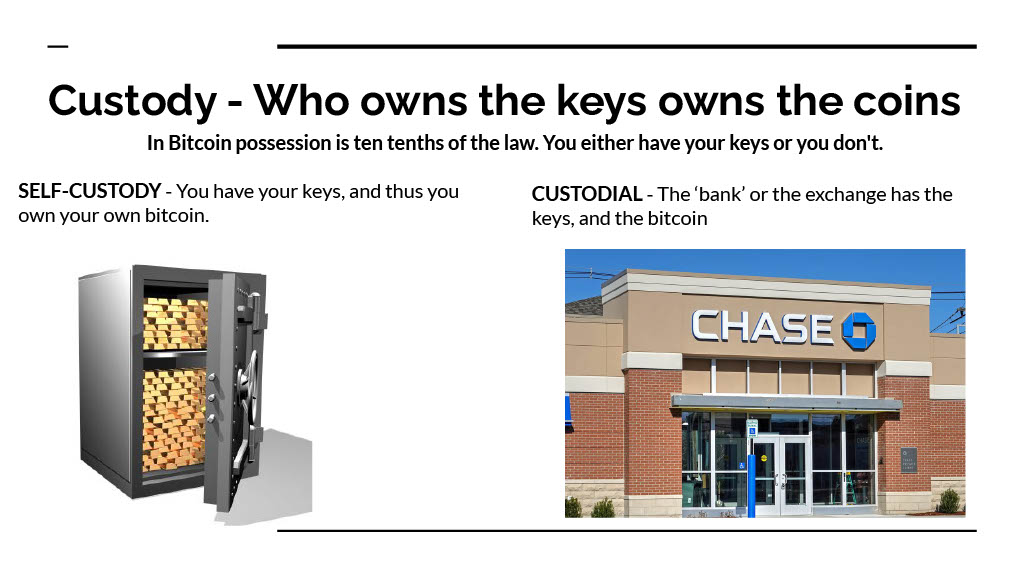 Custody - Who owns the keys owns the coins
In Bitcoin possession is ten tenths of the law. You either have your keys or you don't.
SELF-CUSTODY - You have your keys, and thus you
own your own bitcoin.
CUSTODIAL - The ‘bank’ or the exchange has the
keys, and the bitcoin
CHASE